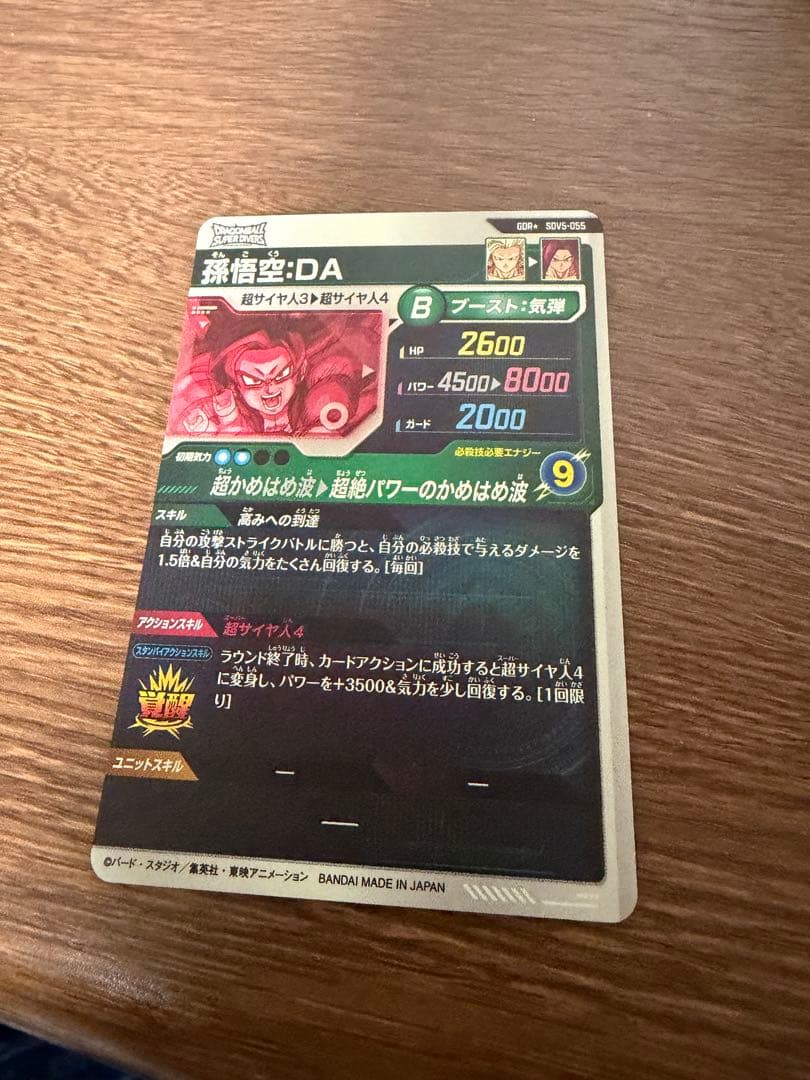 DRAGONBALL
SUPER DIVERS
GDR★ SDV5-055
孫悟空:DA
そんごくう
超サイヤ人3▶超サイヤ人4
B ブースト:気弾
HP 2600
パワー 4500▶8000
ガード 2000
初期気力
必殺技必要エナジー
9
超かめはめ波▶超絶パワーのかめはめ波
スキル 高みへの到達
自分の攻撃ストライクバトルに勝つと、自分の必殺技で与えるダメージを
1.5倍&自分の気力をたくさん回復する。[毎回]
アクションスキル 超サイヤ人4
スタンバイアクションスキル
覚醒
ラウンド終了時、カードアクションに成功すると超サイヤ人4
に変身し、パワーを+3500&気力を少し回復する。[1回限
り]
ユニットスキル
©バード・スタジオ/集英社・東映アニメーション BANDAI MADE IN JAPAN